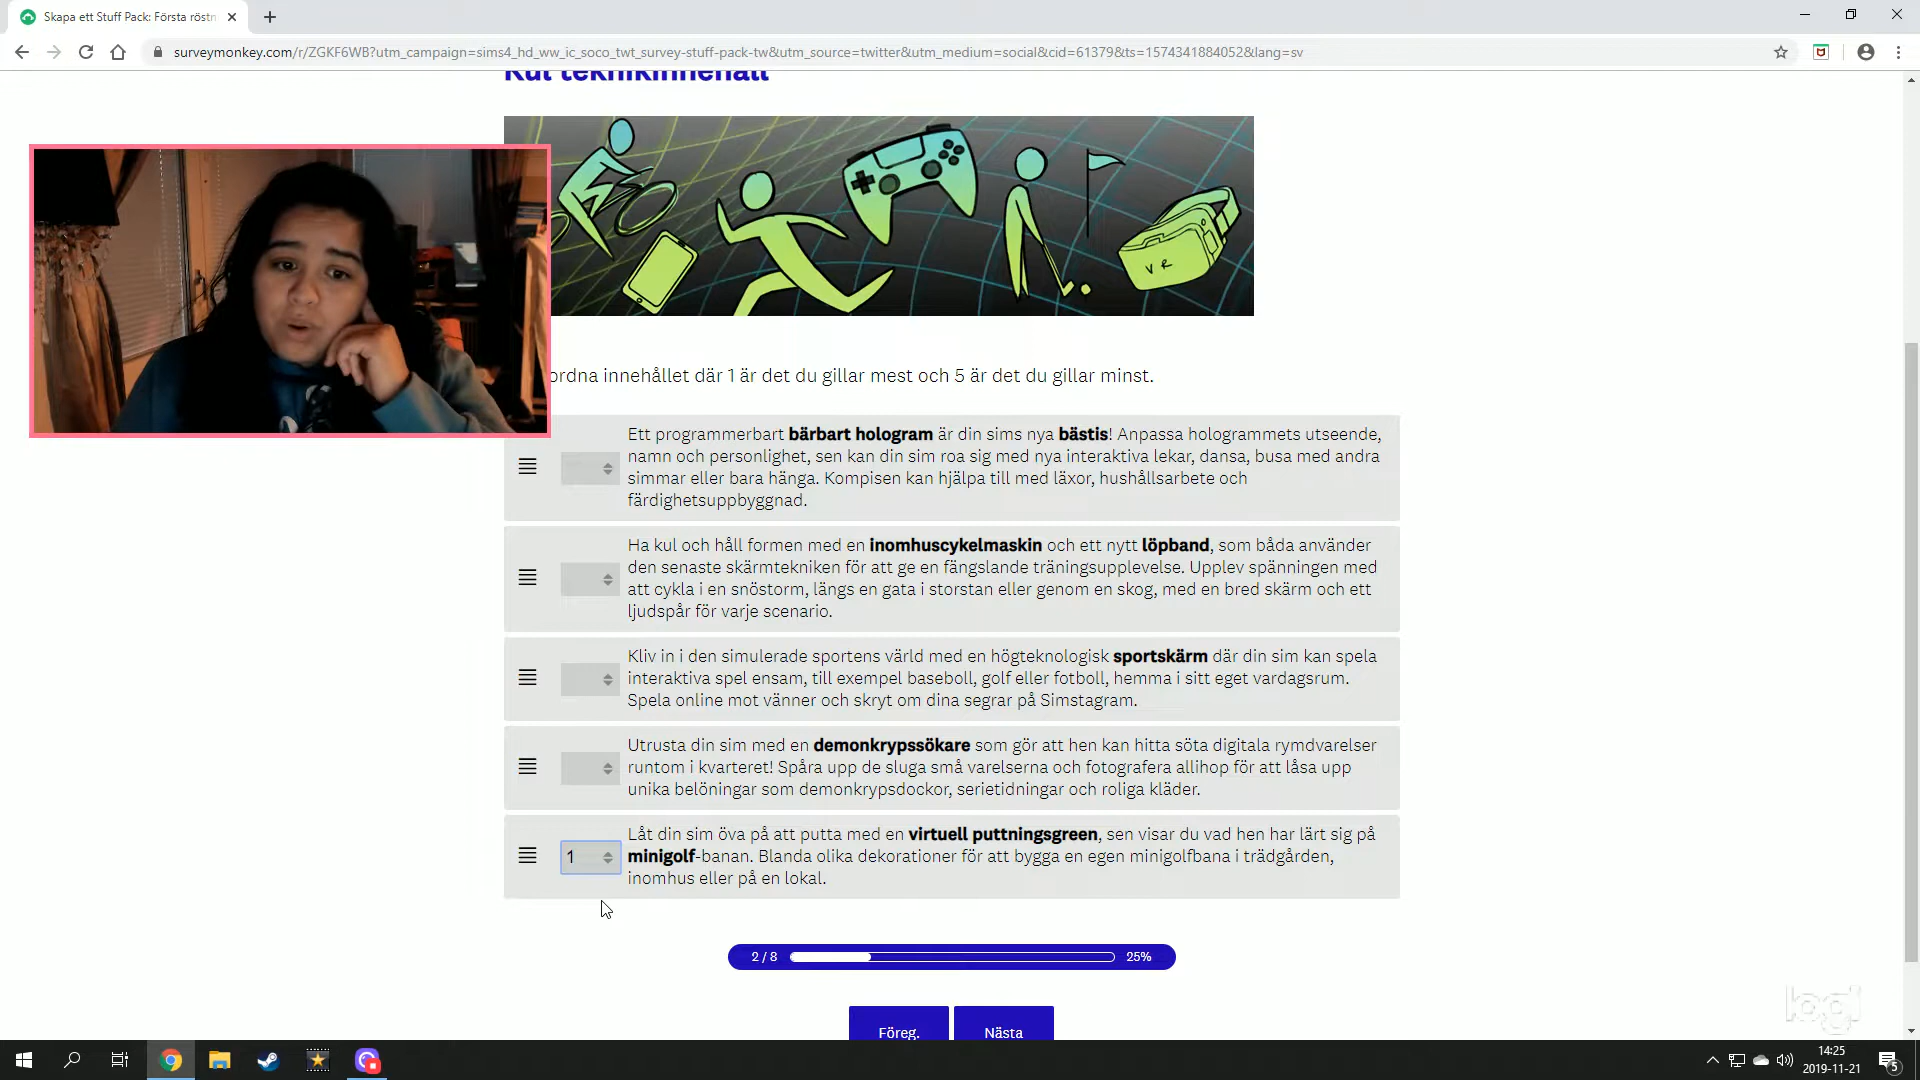 Skapa ett Stuff Pack: Första röstn
surveymonkey.com/r/ZGKF6WB?utm_campaign=sims4_hd_ww_ic_soco_twt_survey-stuff-pack-tw&utm_source=twitter&utm_medium=social&cid=61379&ts=1574341884052&lang=sv
Kul teknikinnehåll
VR
ordna innehållet där 1 är det du gillar mest och 5 är det du gillar minst.
Ett programmerbart bärbart hologram är din sims nya bästis! Anpassa hologrammets utseende,
namn och personlighet, sen kan din sim roa sig med nya interaktiva lekar, dansa, busa med andra
simmar eller bara hänga. Kompisen kan hjälpa till med läxor, hushållsarbete och
färdighetsuppbyggnad.
Ha kul och håll formen med en inomhuscykelmaskin och ett nytt löpband, som båda använder
den senaste skärmtekniken för att ge en fängslande träningsupplevelse. Upplev spänningen med
att cykla i en snöstorm, längs en gata i storstan eller genom en skog, med en bred skärm och ett
ljudspår för varje scenario.
Kliv in i den simulerade sportens värld med en högteknologisk sportskärm där din sim kan spela
interaktiva spel ensam, till exempel baseboll, golf eller fotboll, hemma i sitt eget vardagsrum.
Spela online mot vänner och skryt om dina segrar på Simstagram.
Utrusta din sim med en demonkrypssökare som gör att hen kan hitta söta digitala rymdvarelser
runtom i kvarteret! Spåra upp de sluga små varelserna och fotografera allihop för att låsa upp
unika belöningar som demonkrypsdockor, serietidningar och roliga kläder.
Låt din sim öva på att putta med en virtuell puttningsgreen, sen visar du vad hen har lärt sig på
1 minigolf-banan. Blanda olika dekorationer för att bygga en egen minigolfbana i trädgården,
inomhus eller på en lokal.
2 / 8 25%
Föreg. Nästa
logi
14:25
2019-11-21
5